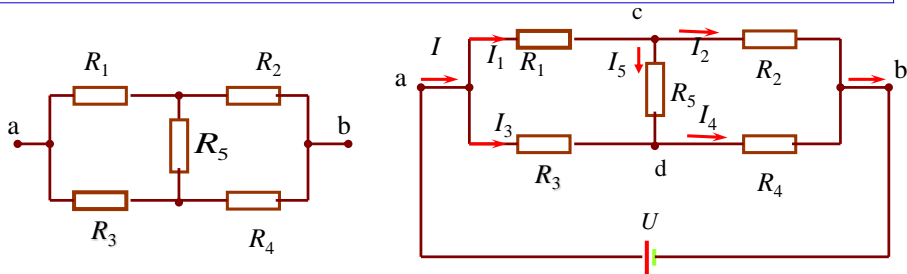 R₁ R₂
a R₅ b
R₃ R₄
c
I I₁ R₁ I₅ I₂ R₂
a R₅ b
I₃ I₄
R₃ d R₄
U